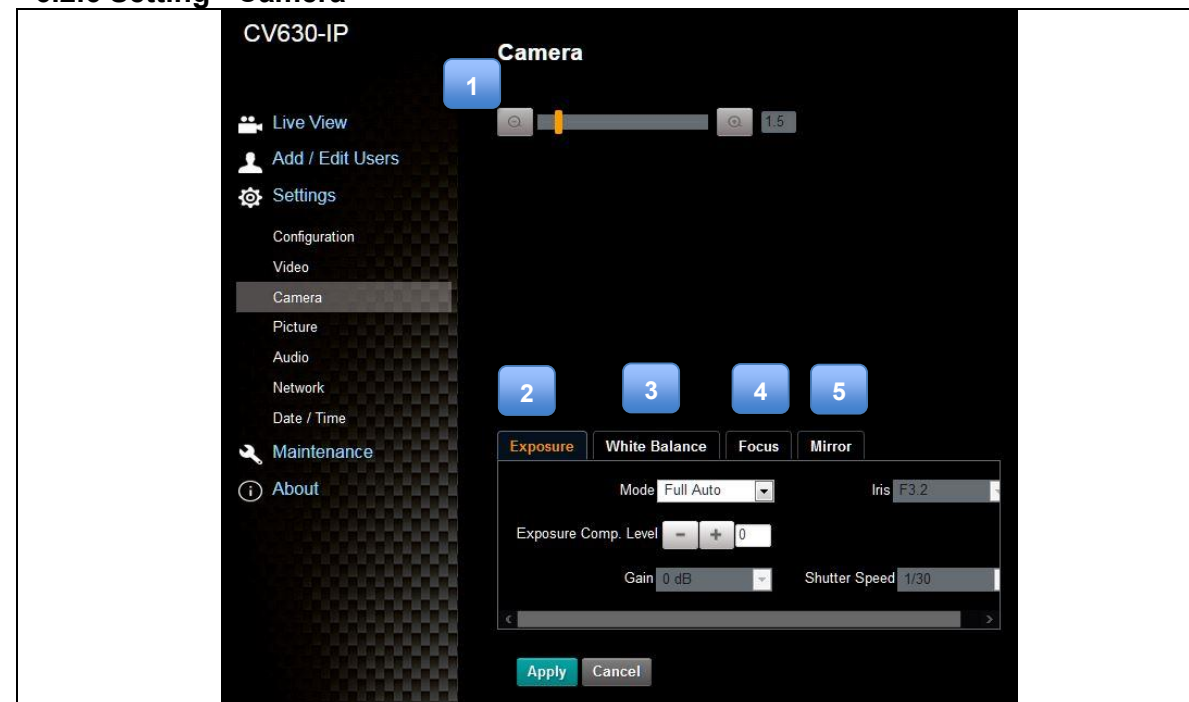 CV630-IP
Camera
1
1.5
Live View
Add / Edit Users
Settings
Configuration
Video
Camera
Picture
Audio
Network
Date / Time
Maintenance
About
2 3 4 5
Exposure White Balance Focus Mirror
Mode Full Auto Iris F3.2
Exposure Comp. Level - + 0
Gain 0 dB Shutter Speed 1/30
Apply Cancel